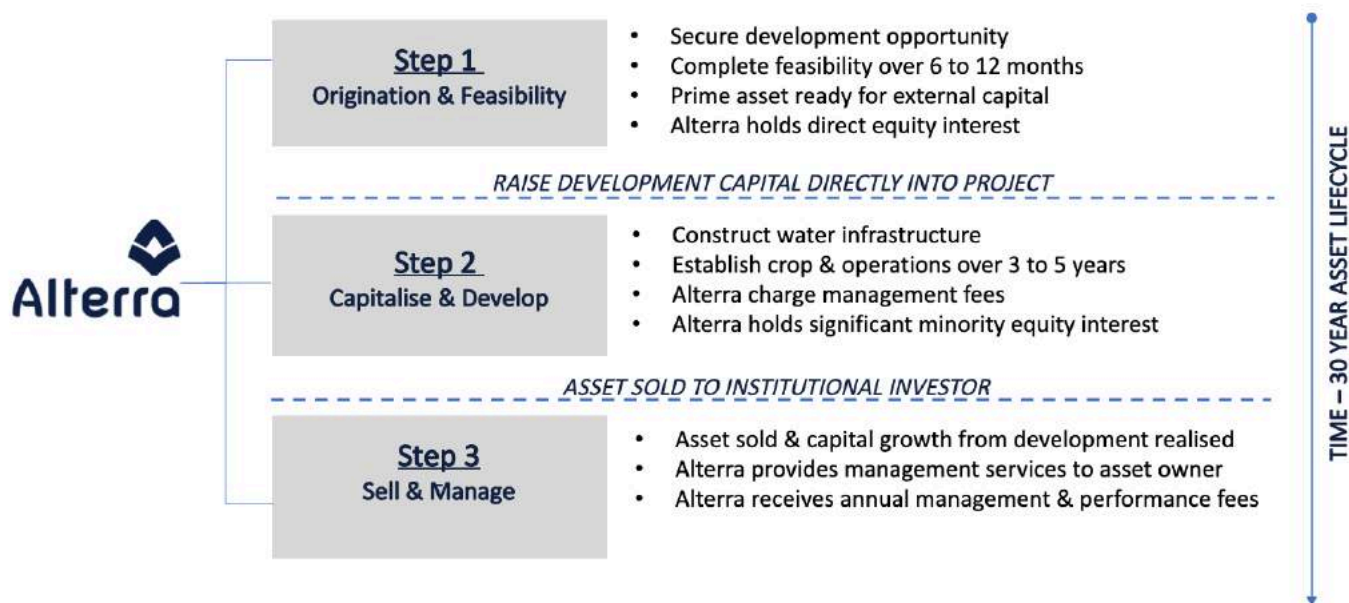 Alterra
Step 1
Origination & Feasibility
• Secure development opportunity
• Complete feasibility over 6 to 12 months
• Prime asset ready for external capital
• Alterra holds direct equity interest
RAISE DEVELOPMENT CAPITAL DIRECTLY INTO PROJECT
Step 2
Capitalise & Develop
• Construct water infrastructure
• Establish crop & operations over 3 to 5 years
• Alterra charge management fees
• Alterra holds significant minority equity interest
ASSET SOLD TO INSTITUTIONAL INVESTOR
Step 3
Sell & Manage
• Asset sold & capital growth from development realised
• Alterra provides management services to asset owner
• Alterra receives annual management & performance fees
TIME – 30 YEAR ASSET LIFECYCLE